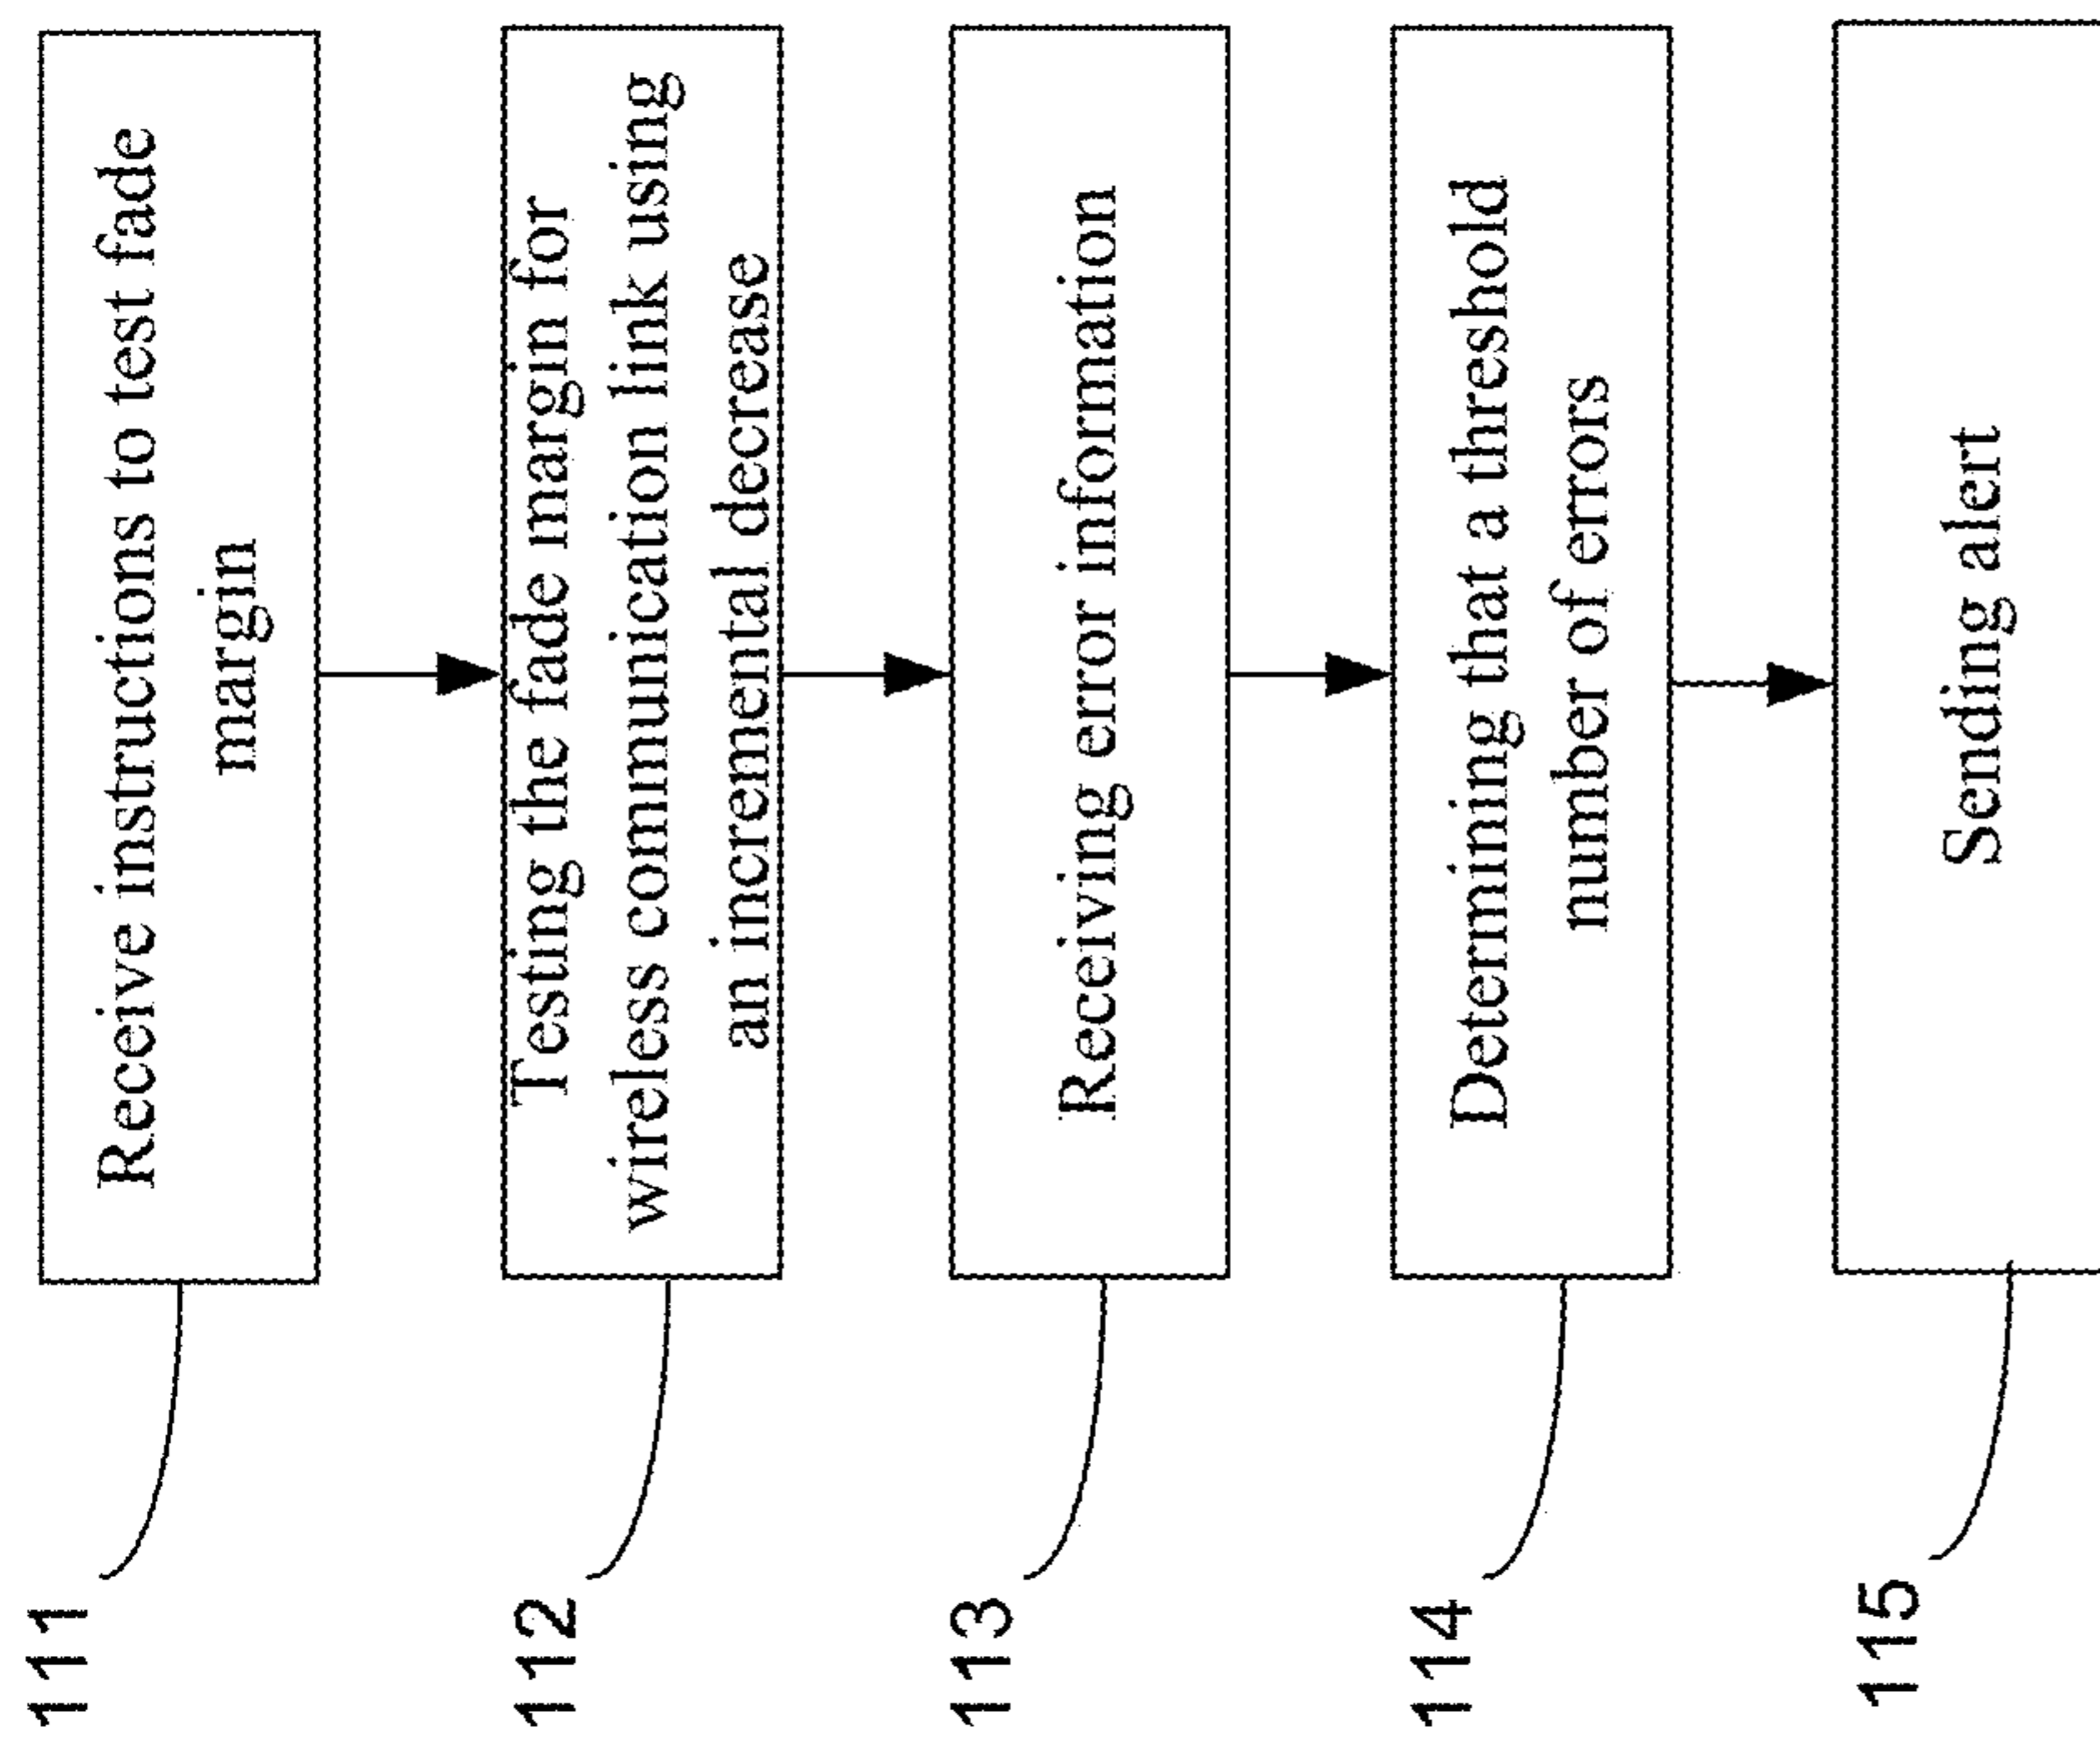 111
Receive instructions to test fade
margin
112
Testing the fade margin for
wireless communication link using
an incremental decrease
113
Receiving error information
114
Determining that a threshold
number of errors
115
Sending alert